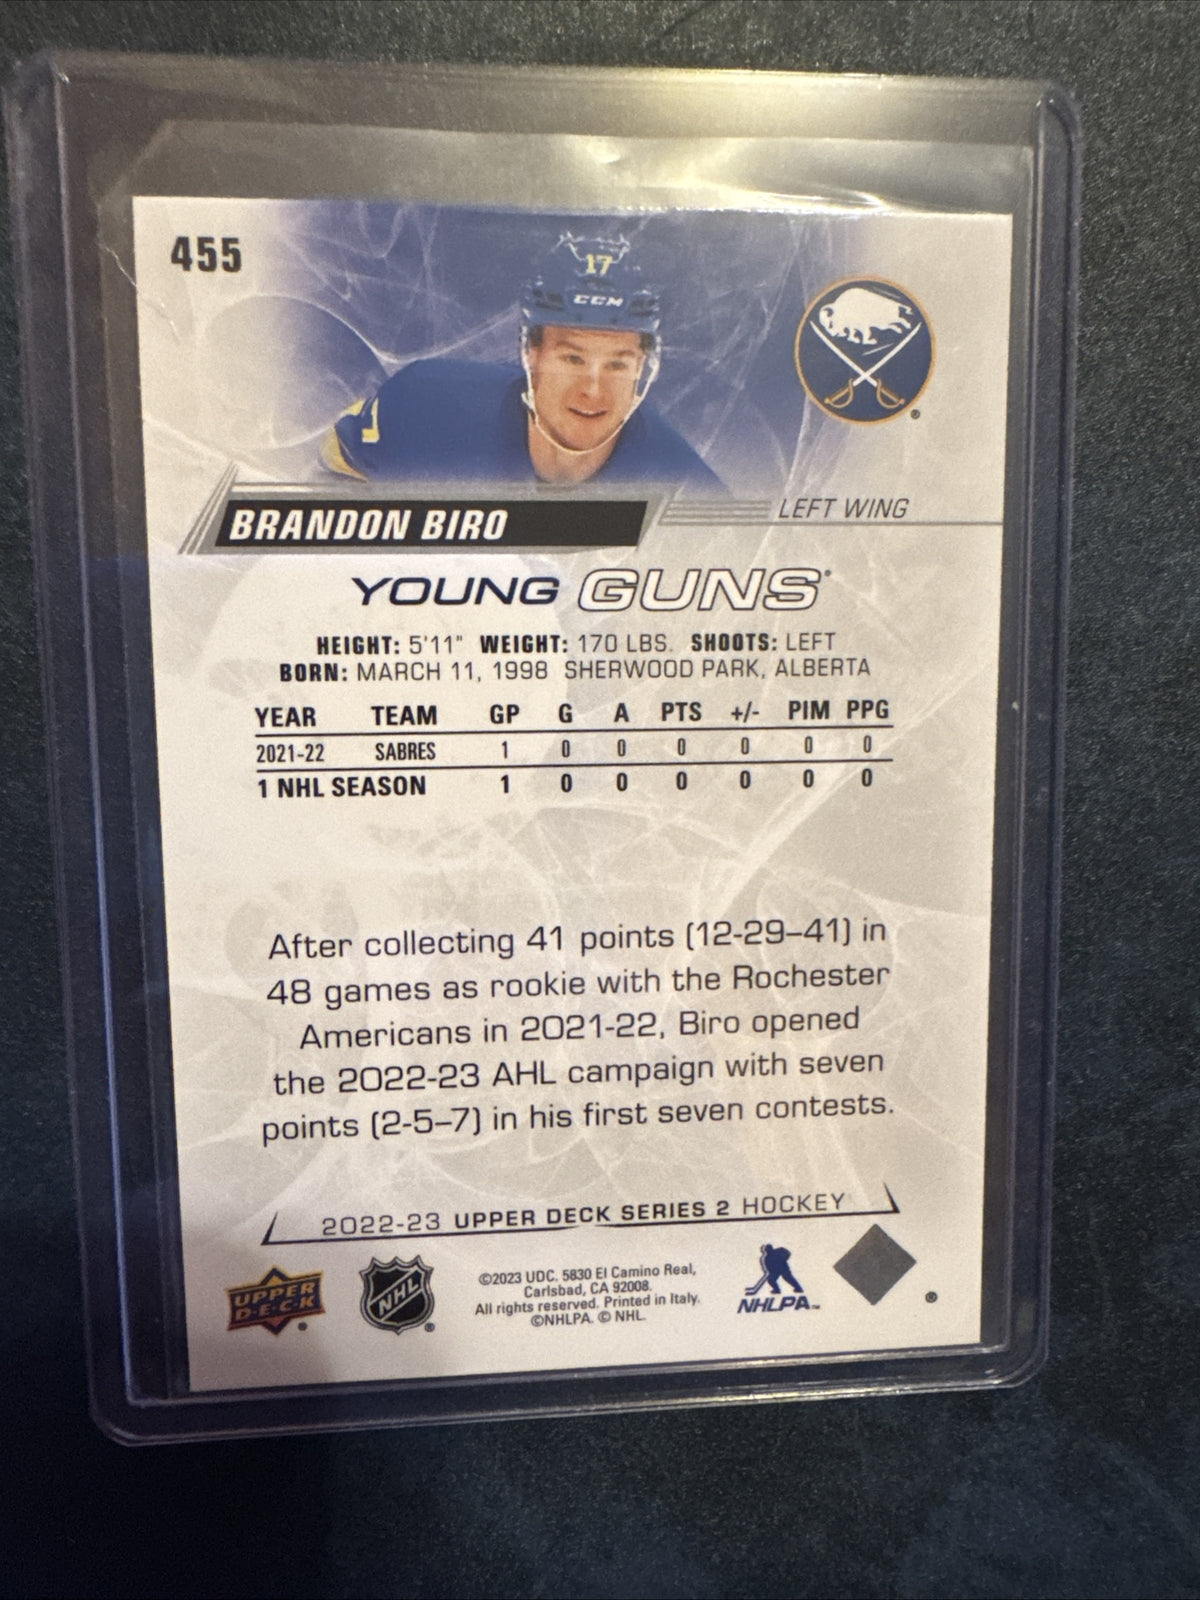 455
17
CCM
BRANDON BIRO
LEFT WING
YOUNG GUNS
HEIGHT: 5'11" WEIGHT: 170 LBS. SHOOTS: LEFT
BORN: MARCH 11, 1998 SHERWOOD PARK, ALBERTA
YEAR TEAM GP G A PTS +/- PIM PPG
2021-22 SABRES 1 0 0 0 0 0 0
1 NHL SEASON 1 0 0 0 0 0 0
After collecting 41 points (12-29–41) in
48 games as rookie with the Rochester
Americans in 2021-22, Biro opened
the 2022-23 AHL campaign with seven
points (2-5–7) in his first seven contests.
2022-23 UPPER DECK SERIES 2 HOCKEY
UPPER
D·E·C·K
NHL
©2023 UDC. 5830 El Camino Real,
Carlsbad, CA 92008.
All rights reserved. Printed in Italy.
©NHLPA. © NHL.
NHLPA™